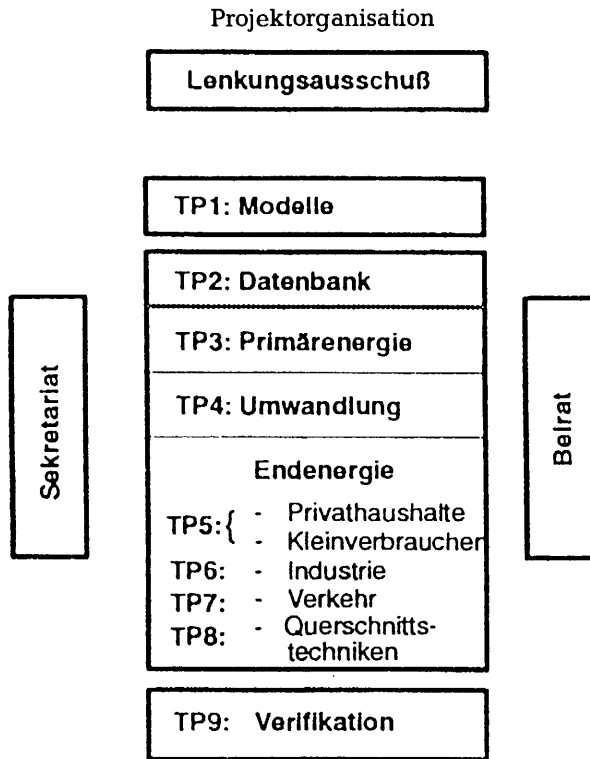 Projektorganisation
Lenkungsausschuß
TP1: Modelle
TP2: Datenbank
TP3: Primärenergie
TP4: Umwandlung
Endenergie
TP5:{ - Privathaushalte
- Kleinverbraucher
TP6: - Industrie
TP7: - Verkehr
TP8: - Querschnitts-
techniken
TP9: Verifikation
Sekretariat
Beirat